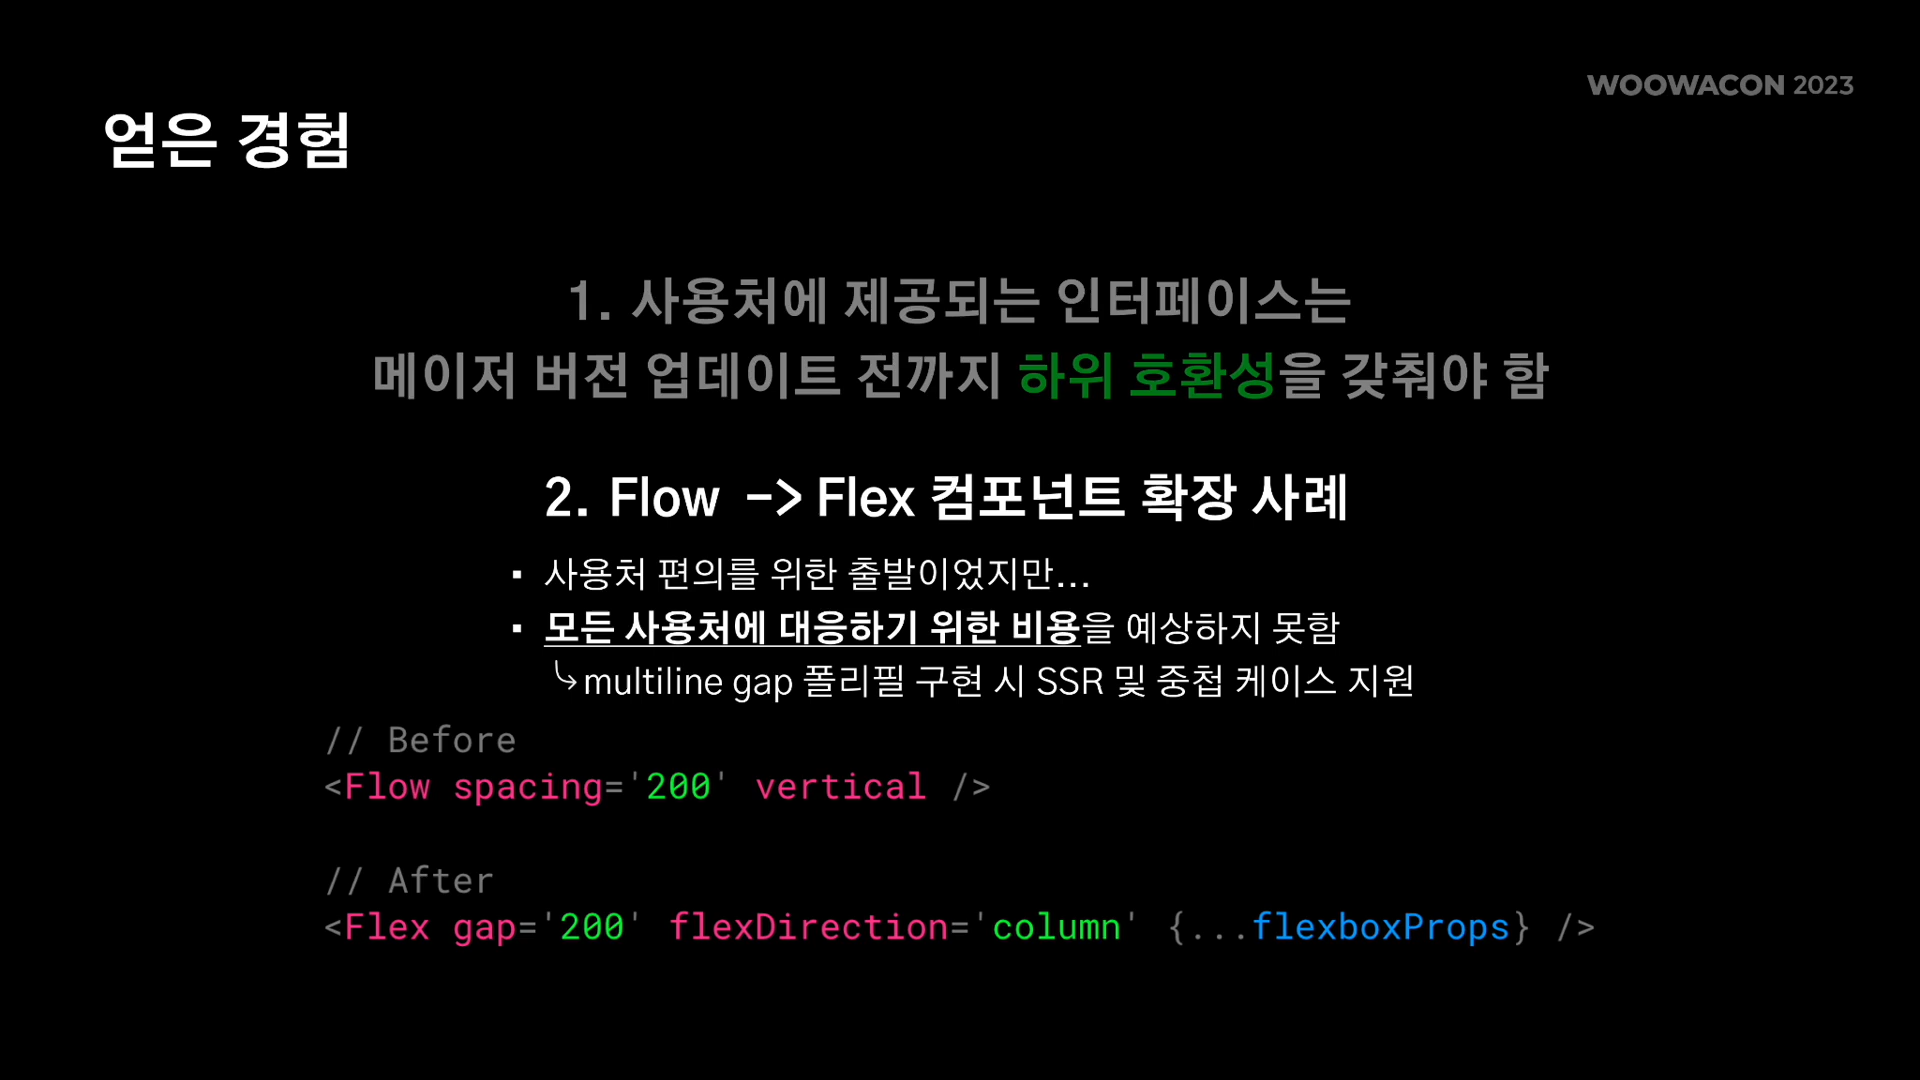 WOOWACON 2023
얻은 경험
1. 사용처에 제공되는 인터페이스는
메이저 버전 업데이트 전까지 하위 호환성을 갖춰야 함
2. Flow -> Flex 컴포넌트 확장 사례
▪ 사용처 편의를 위한 출발이었지만...
▪ 모든 사용처에 대응하기 위한 비용을 예상하지 못함
⤷multiline gap 폴리필 구현 시 SSR 및 중첩 케이스 지원
// Before
<Flow spacing='200' vertical />
// After
<Flex gap='200' flexDirection='column' {...flexboxProps} />